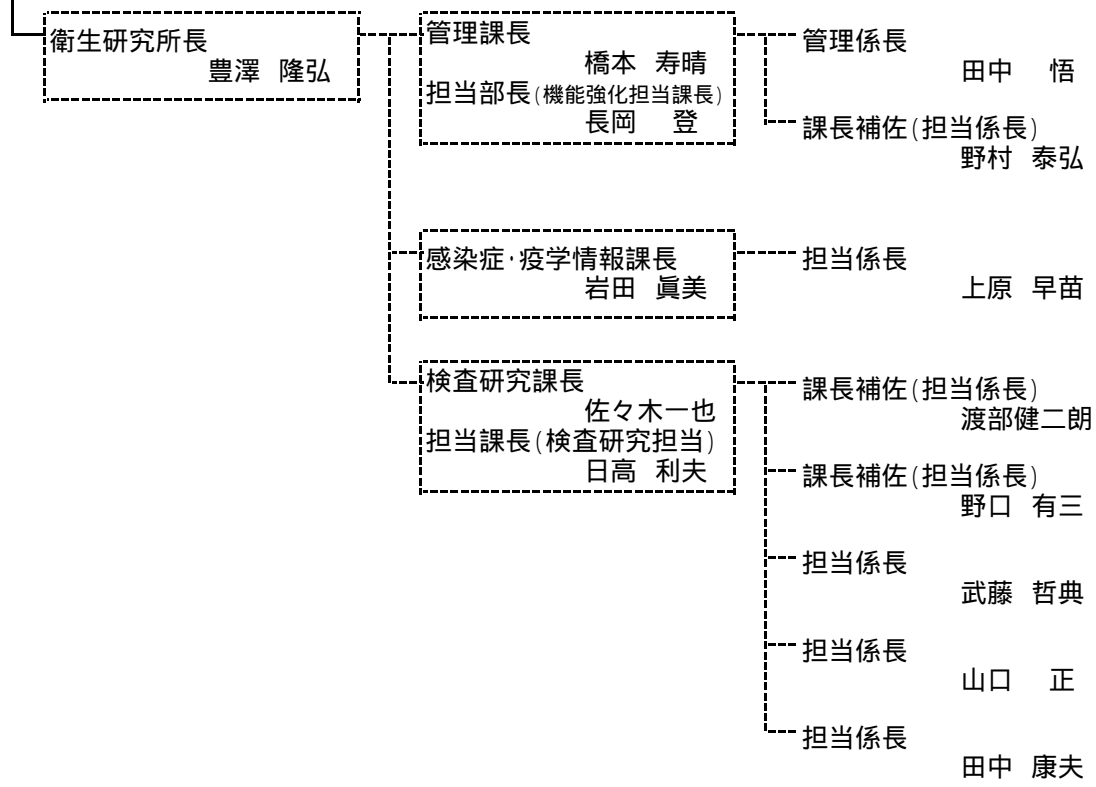 衛生研究所長
豊澤 隆弘
管理課長
橋本 寿晴
担当部長(機能強化担当課長)
長岡 登
管理係長
田中 悟
課長補佐(担当係長)
野村 泰弘
感染症・疫学情報課長
岩田 眞美
担当係長
上原 早苗
検査研究課長
佐々木一也
担当課長(検査研究担当)
日高 利夫
課長補佐(担当係長)
渡部健二朗
課長補佐(担当係長)
野口 有三
担当係長
武藤 哲典
担当係長
山口 正
担当係長
田中 康夫